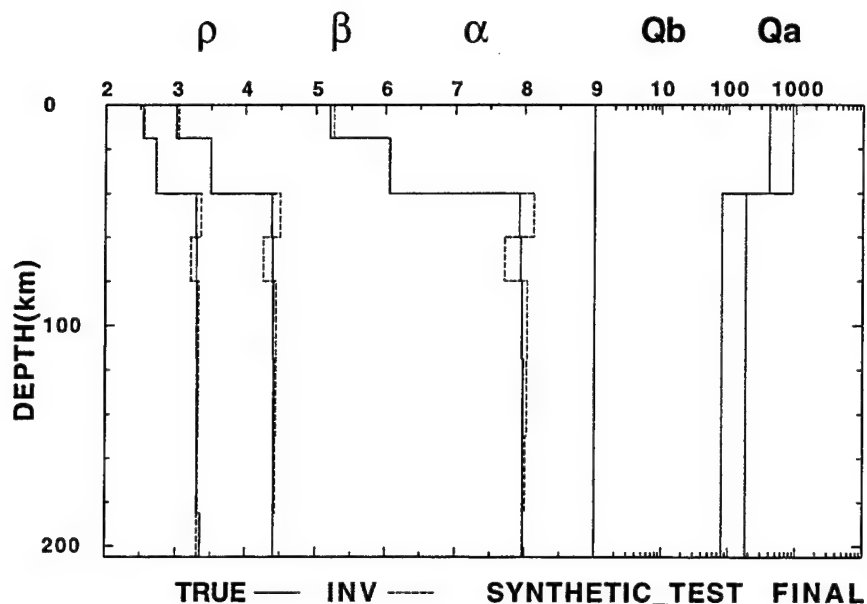 ρ β α Qb Qa
2 3 4 5 6 7 8 9 10 100 1000
0
100
200
DEPTH(km)
TRUE —— INV ----- SYNTHETIC_TEST FINAL